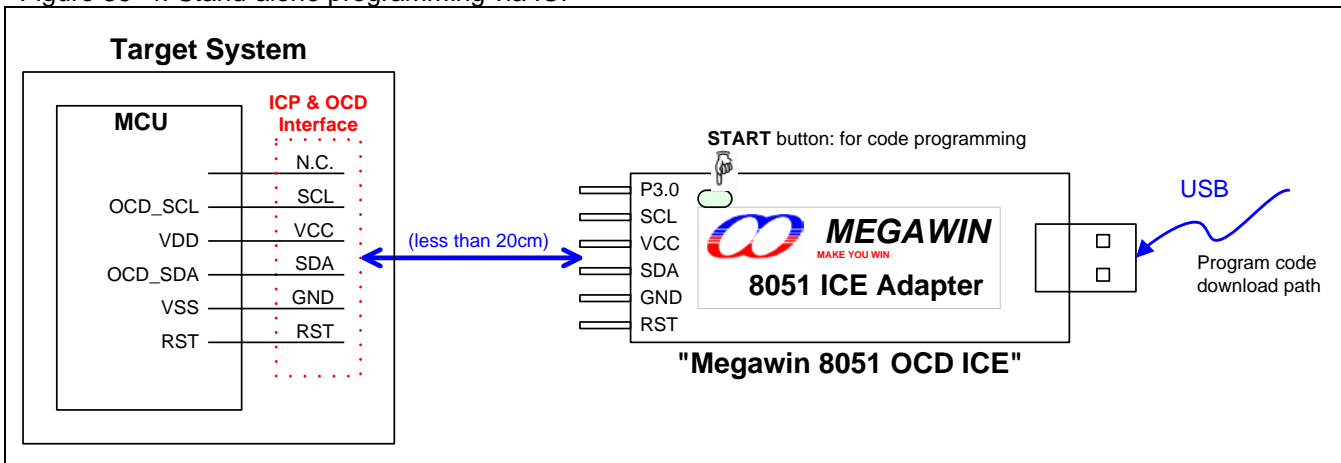 Target System
MCU
ICP & OCD
Interface
N.C.
OCD_SCL
SCL
VDD
VCC
OCD_SDA
SDA
VSS
GND
RST
RST
(less than 20cm)
START button: for code programming
P3.0
SCL
VCC
SDA
GND
RST
MEGAWIN
MAKE YOU WIN
8051 ICE Adapter
"Megawin 8051 OCD ICE"
USB
Program code
download path